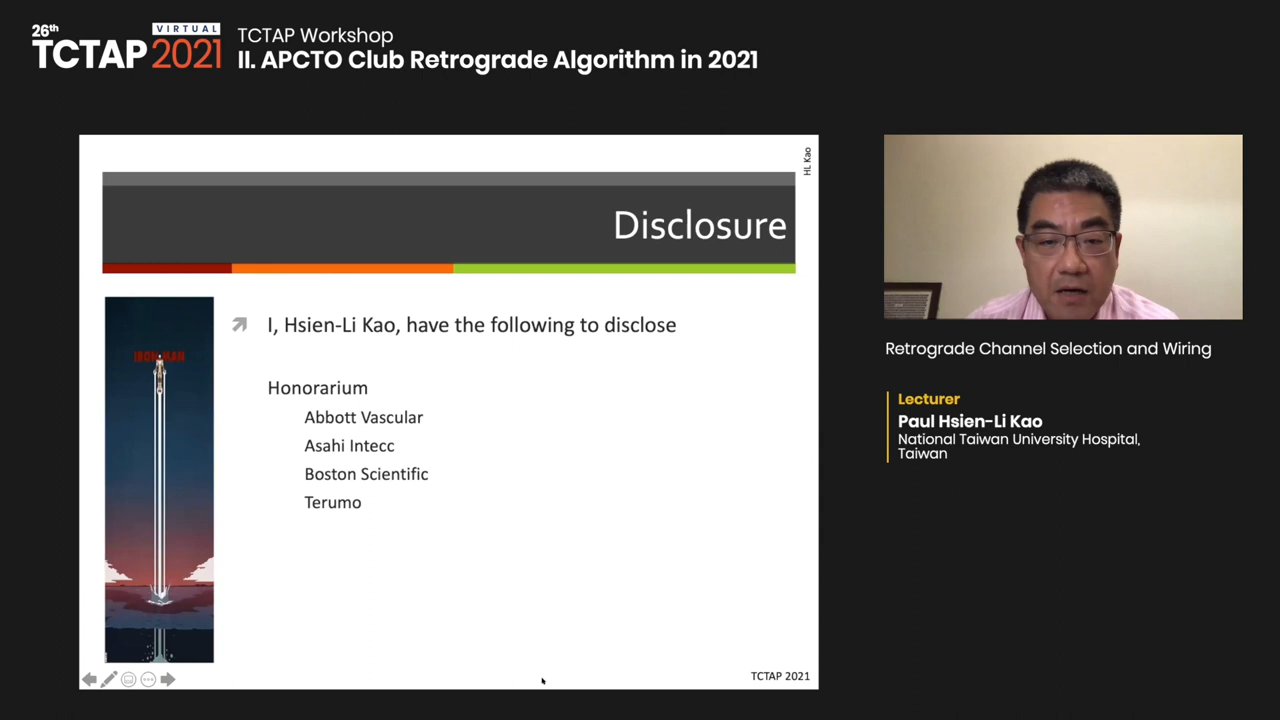 26th
VIRTUAL
TCTAP 2021
TCTAP Workshop
II. APCTO Club Retrograde Algorithm in 2021
HL Kao
Disclosure
IRON MAN
I, Hsien-Li Kao, have the following to disclose
Honorarium
Abbott Vascular
Asahi Intecc
Boston Scientific
Terumo
TCTAP 2021
Retrograde Channel Selection and Wiring
Lecturer
Paul Hsien-Li Kao
National Taiwan University Hospital,
Taiwan